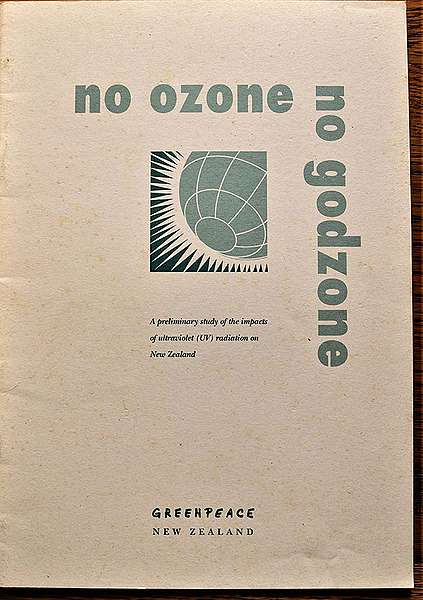 no ozone
no godzone
A preliminary study of the impacts
of ultraviolet (UV) radiation on
New Zealand
GREENPEACE
NEW ZEALAND